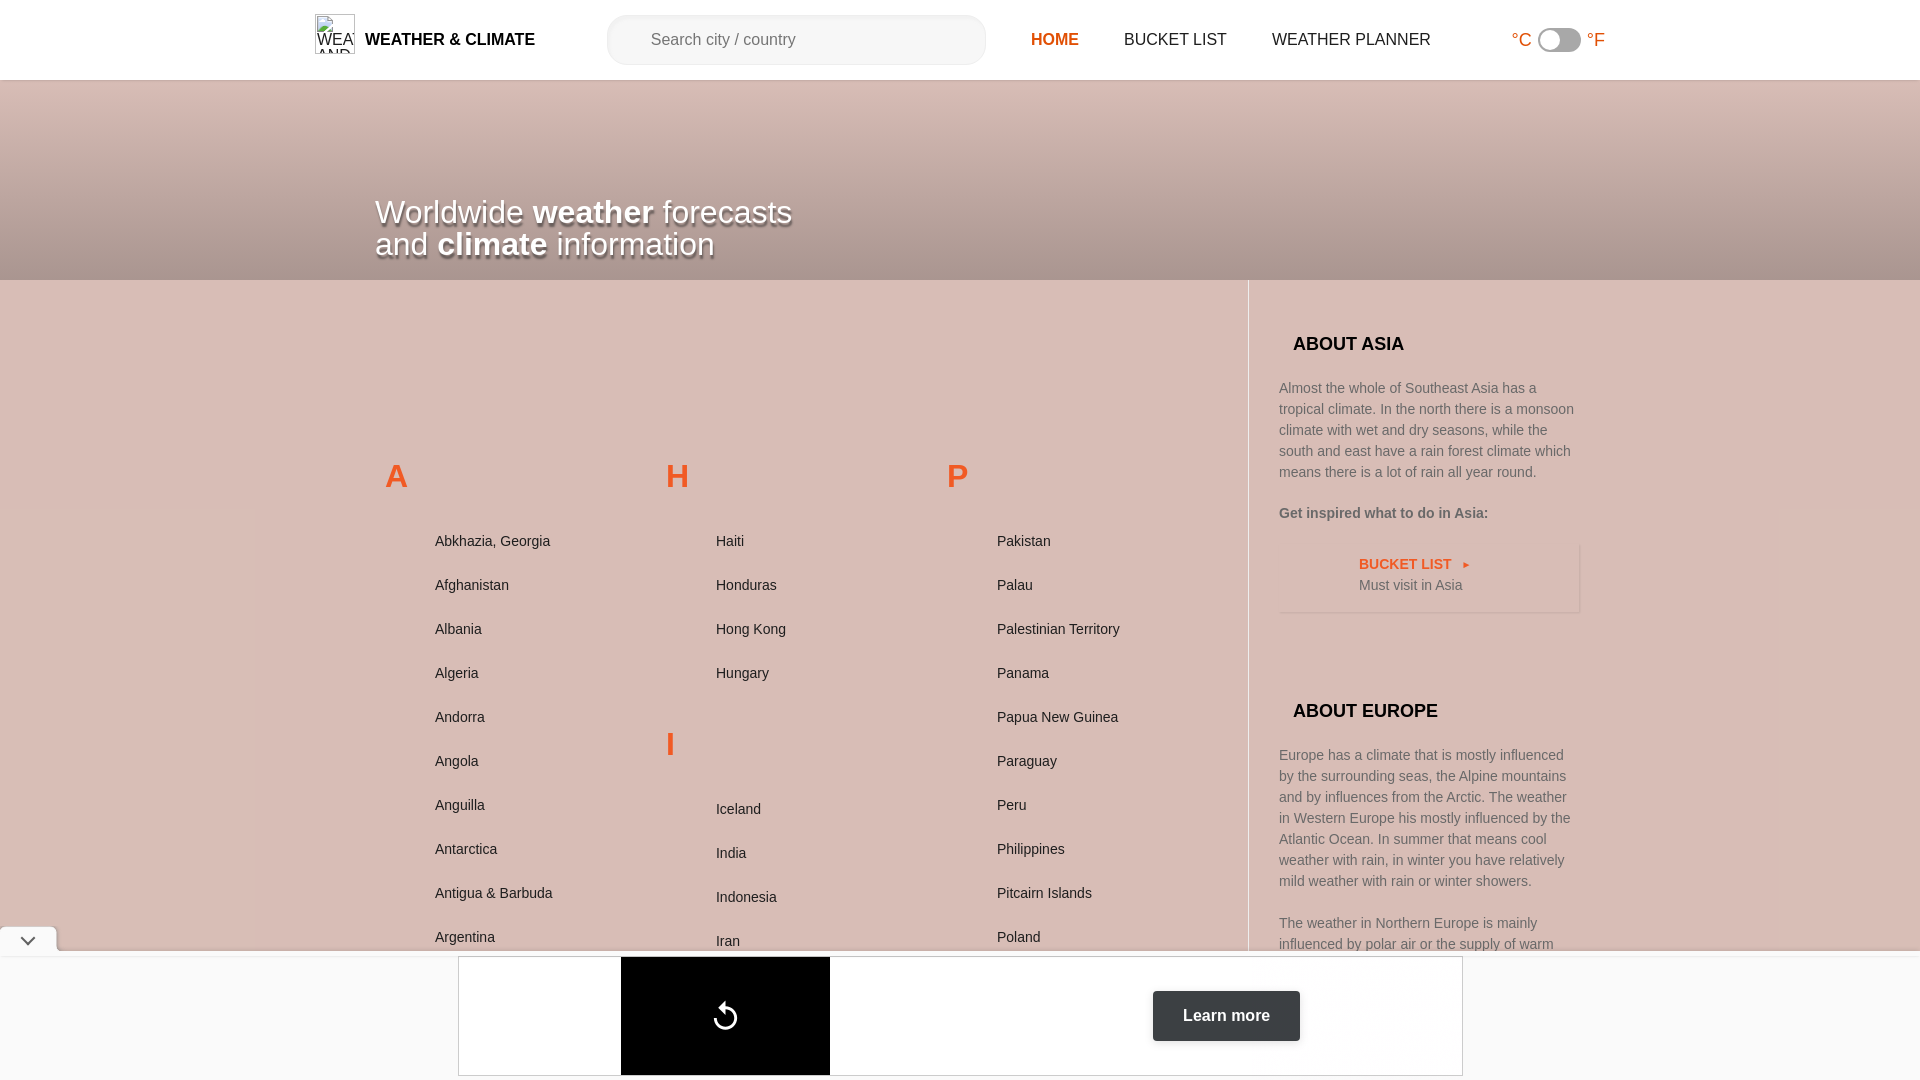 WEATHER & CLIMATE
Search city / country
HOME
BUCKET LIST
WEATHER PLANNER
°C
°F
Worldwide weather forecasts
and climate information
A
Abkhazia, Georgia
Afghanistan
Albania
Algeria
Andorra
Angola
Anguilla
Antarctica
Antigua & Barbuda
Argentina
H
Haiti
Honduras
Hong Kong
Hungary
I
Iceland
India
Indonesia
Iran
P
Pakistan
Palau
Palestinian Territory
Panama
Papua New Guinea
Paraguay
Peru
Philippines
Pitcairn Islands
Poland
ABOUT ASIA
Almost the whole of Southeast Asia has a
tropical climate. In the north there is a monsoon
climate with wet and dry seasons, while the
south and east have a rain forest climate which
means there is a lot of rain all year round.
Get inspired what to do in Asia:
BUCKET LIST ►
Must visit in Asia
ABOUT EUROPE
Europe has a climate that is mostly influenced
by the surrounding seas, the Alpine mountains
and by influences from the Arctic. The weather
in Western Europe his mostly influenced by the
Atlantic Ocean. In summer that means cool
weather with rain, in winter you have relatively
mild weather with rain or winter showers.
The weather in Northern Europe is mainly
influenced by polar air or the supply of warm
Learn more